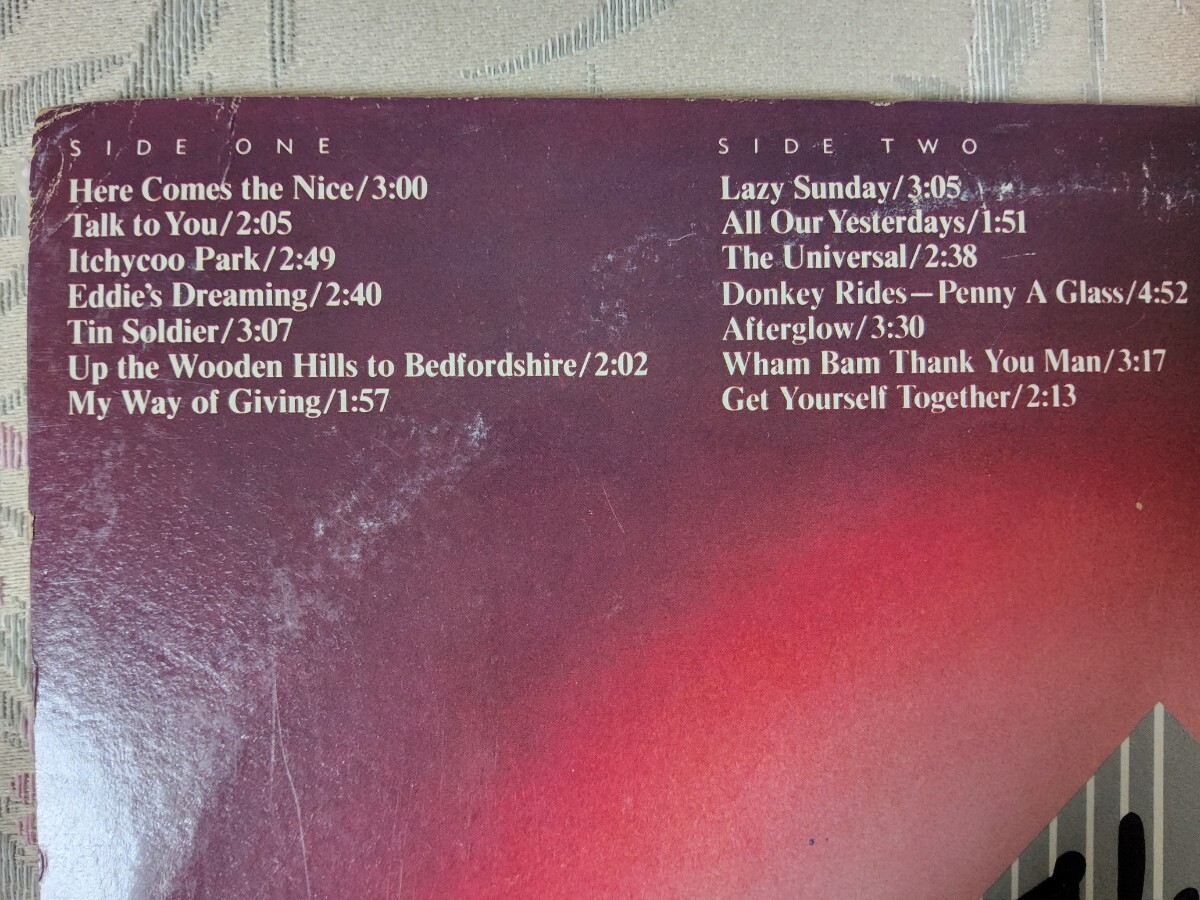 SIDE ONE
Here Comes the Nice/3:00
Talk to You/2:05
Itchycoo Park/2:49
Eddie's Dreaming/2:40
Tin Soldier/3:07
Up the Wooden Hills to Bedfordshire/2:02
My Way of Giving/1:57
SIDE TWO
Lazy Sunday/3:05
All Our Yesterdays/1:51
The Universal/2:38
Donkey Rides—Penny A Glass/4:52
Afterglow/3:30
Wham Bam Thank You Man/3:17
Get Yourself Together/2:13